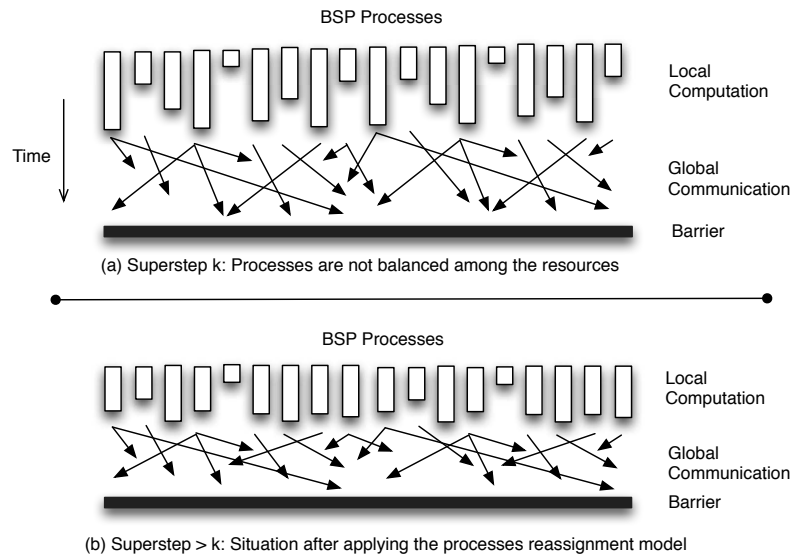 BSP Processes
Local
Computation
Time
Global
Communication
Barrier
(a) Superstep k: Processes are not balanced among the resources
BSP Processes
Local
Computation
Global
Communication
Barrier
(b) Superstep > k: Situation after applying the processes reassignment model